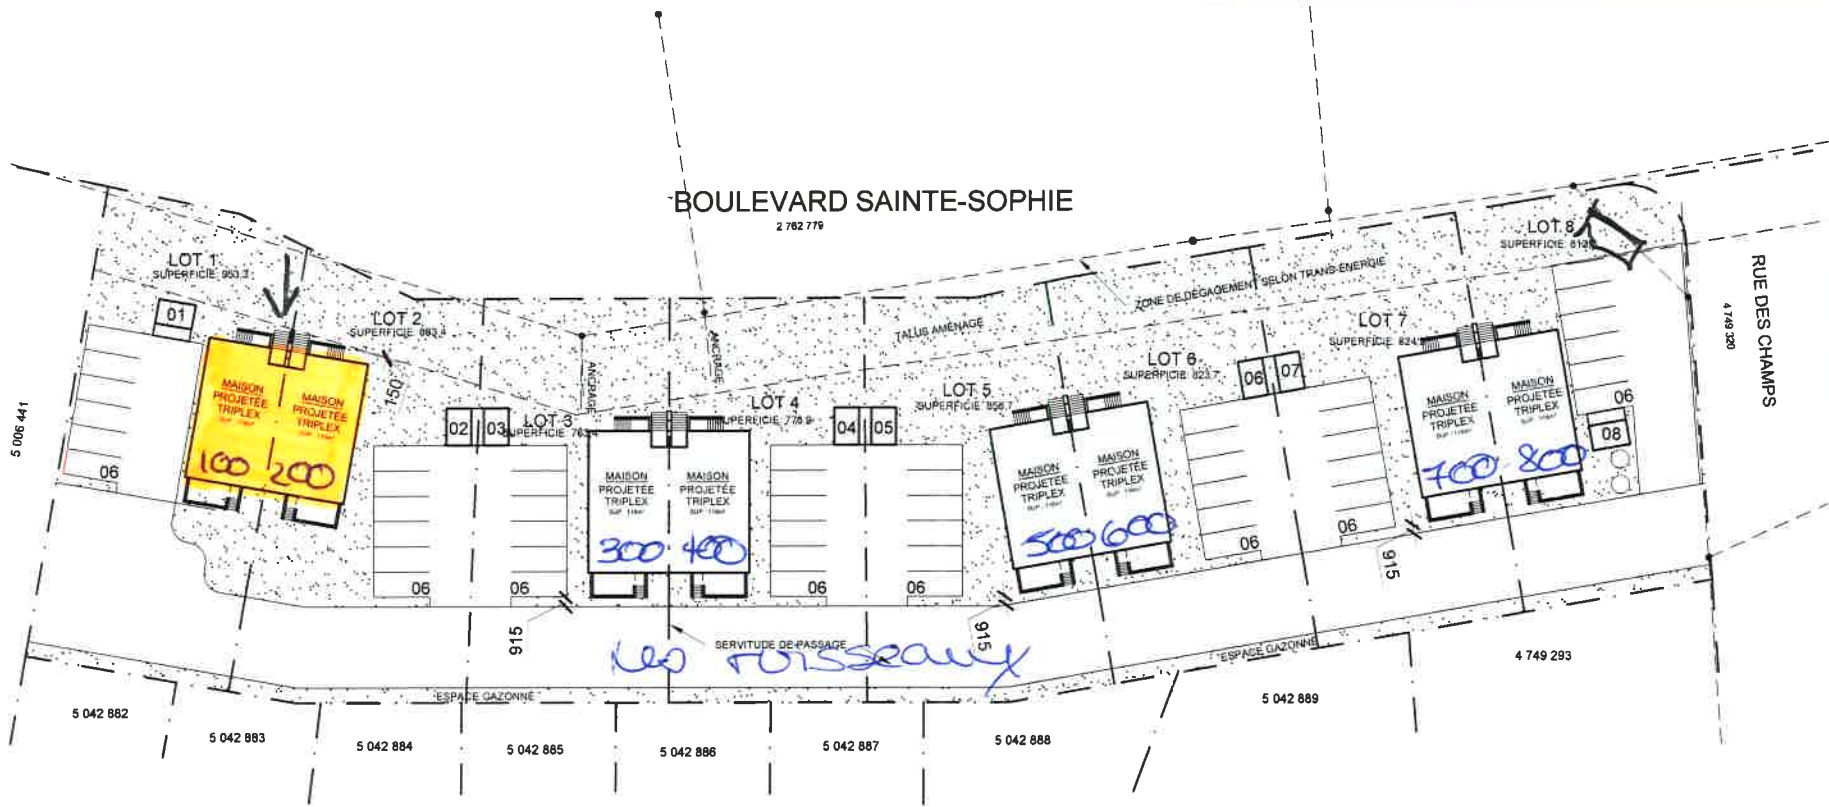 BOULEVARD SAINTE-SOPHIE
2 762 779
LOT 1
SUPERFICIE: 953.3
LOT 2
SUPERFICIE: 693.4
LOT 3
LOT 4
SUPERFICIE: 778.9
LOT 5
SUPERFICIE: 856.7
LOT 6
SUPERFICIE: 823.7
LOT 7
LOT 8
ZONE DE DÉGAGEMENT SELON TRANS-ÉNERGIE
TALUS AMÉNAGÉ
ANCRAGE
ANCRAGE
RUE DES CHAMPS
4 749 320
5 006 441
150
01
02 03
04 05
06 07
08
MAISON
PROJETÉE
TRIPLEX
100
MAISON
PROJETÉE
TRIPLEX
200
MAISON
PROJETÉE
TRIPLEX
300
MAISON
PROJETÉE
TRIPLEX
400
MAISON
PROJETÉE
TRIPLEX
500
MAISON
PROJETÉE
TRIPLEX
600
MAISON
PROJETÉE
TRIPLEX
700
MAISON
PROJETÉE
TRIPLEX
800
06
06
06
06
06
06
06
06
915
915
915
SERVITUDE DE PASSAGE
ruisseaux
ESPACE GAZONNÉ
ESPACE GAZONNÉ
5 042 882
5 042 883
5 042 884
5 042 885
5 042 886
5 042 887
5 042 888
5 042 889
4 749 293